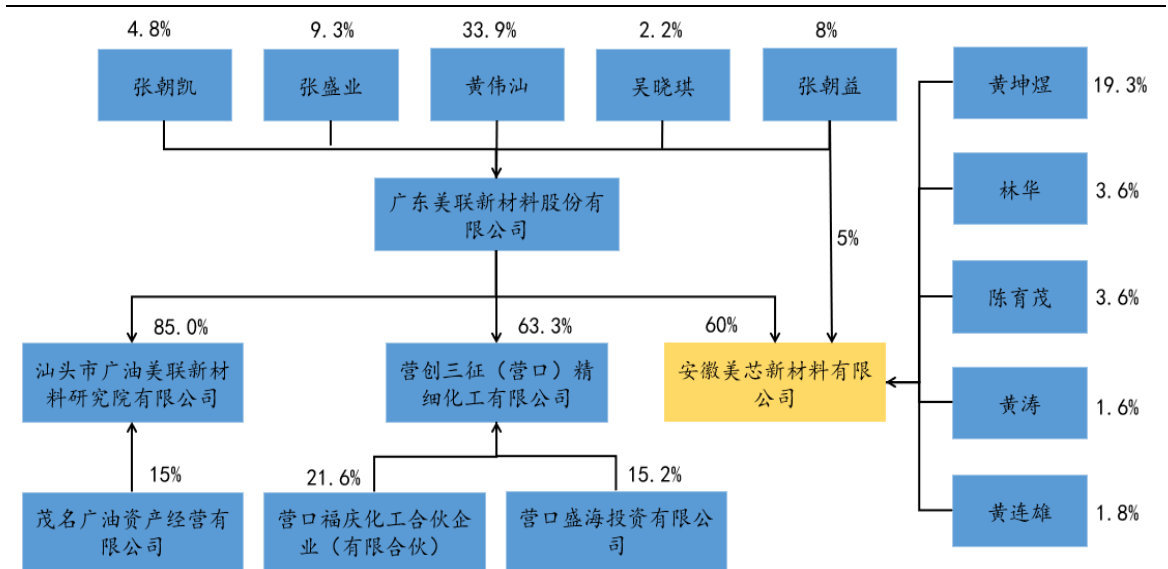 4.8%
9.3%
33.9%
2.2%
8%
张朝凯
张盛业
黄伟汕
吴晓琪
张朝益
黄坤煜
19.3%
广东美联新材料股份有
限公司
林华
3.6%
5%
陈育茂
3.6%
85.0%
63.3%
60%
汕头市广油美联新材
料研究院有限公司
营创三征（营口）精
细化工有限公司
安徽美芯新材料有限
公司
黄涛
1.6%
15%
21.6%
15.2%
茂名广油资产经营有
限公司
营口福庆化工合伙企
业（有限合伙）
营口盛海投资有限公
司
黄连雄
1.8%